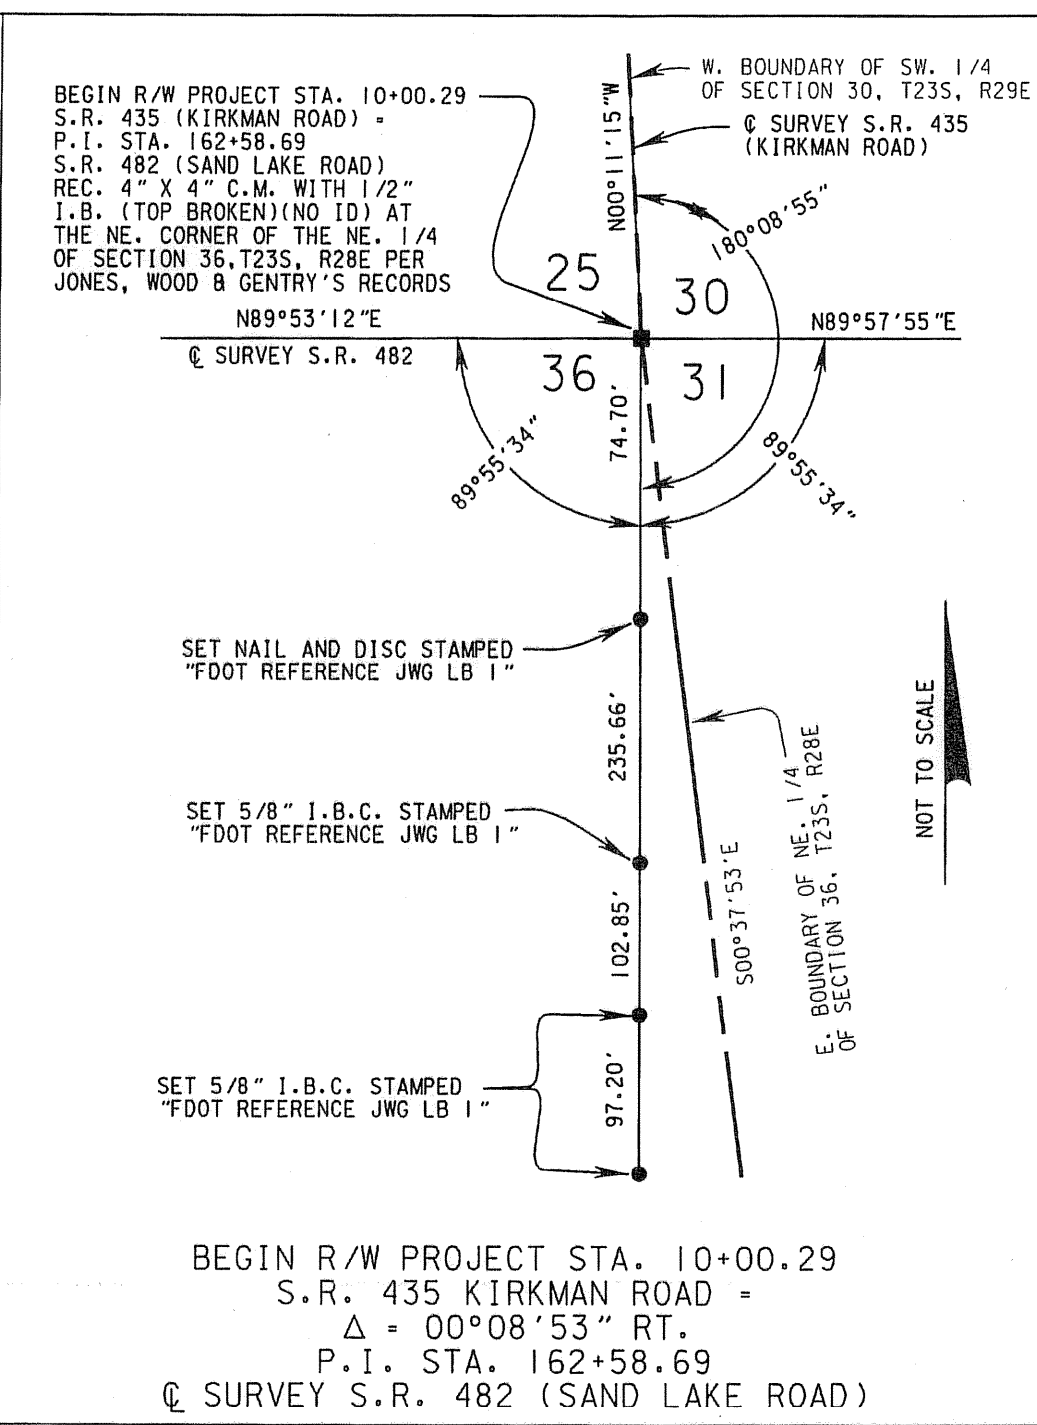 BEGIN R/W PROJECT STA. 10+00.29
S.R. 435 (KIRKMAN ROAD) =
P.I. STA. 162+58.69
S.R. 482 (SAND LAKE ROAD)
REC. 4" X 4" C.M. WITH 1/2"
I.B. (TOP BROKEN)(NO ID) AT
THE NE. CORNER OF THE NE. 1/4
OF SECTION 36,T23S, R28E PER
JONES, WOOD & GENTRY'S RECORDS
W. BOUNDARY OF SW. 1/4
OF SECTION 30, T23S, R29E
℄ SURVEY S.R. 435
(KIRKMAN ROAD)
N00°11'15"W
180°08'55"
25
30
N89°53'12"E
N89°57'55"E
℄ SURVEY S.R. 482
36
31
74.70'
89°55'34"
89°55'34"
SET NAIL AND DISC STAMPED
"FDOT REFERENCE JWG LB 1"
235.66'
NOT TO SCALE
SET 5/8" I.B.C. STAMPED
"FDOT REFERENCE JWG LB 1"
102.85'
S00°37'53'E
E. BOUNDARY OF NE. 1/4
OF SECTION 36, T23S, R28E
SET 5/8" I.B.C. STAMPED
"FDOT REFERENCE JWG LB 1"
97.20'
BEGIN R/W PROJECT STA. 10+00.29
S.R. 435 KIRKMAN ROAD =
Δ = 00°08'53" RT.
P.I. STA. 162+58.69
℄ SURVEY S.R. 482 (SAND LAKE ROAD)